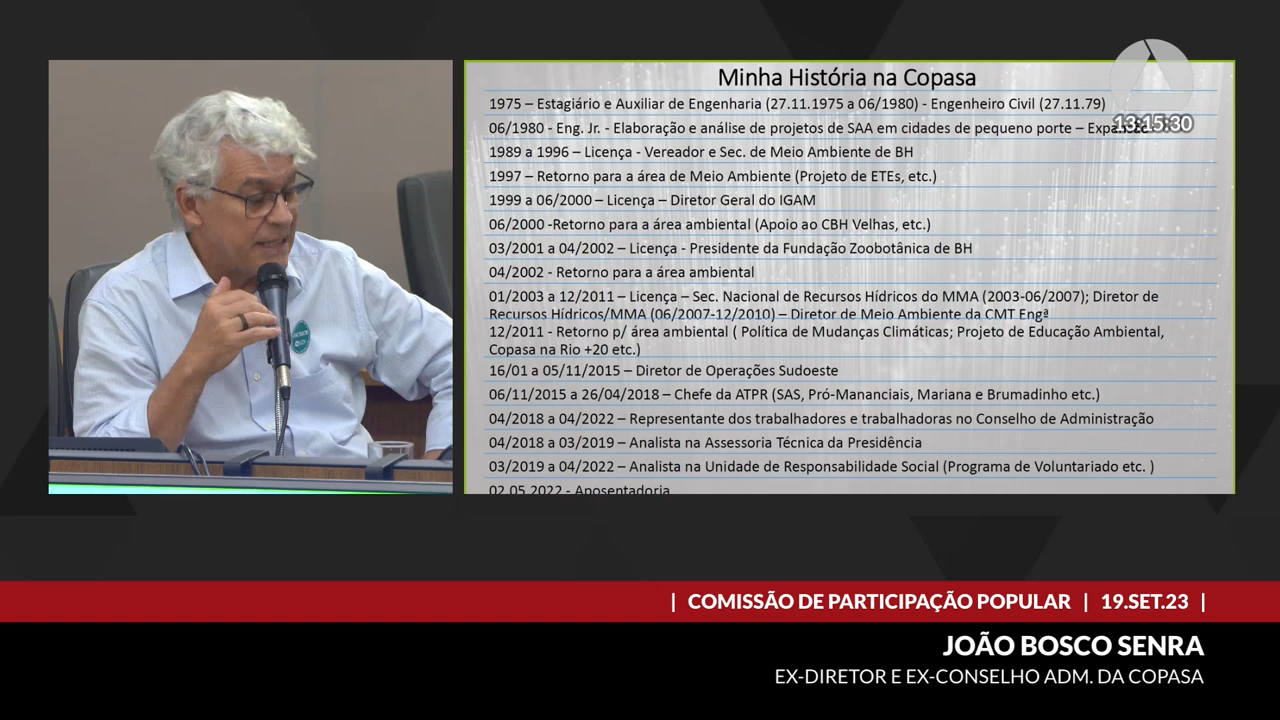 Minha História na Copasa
1975 – Estagiário e Auxiliar de Engenharia (27.11.1975 a 06/1980) - Engenheiro Civil (27.11.79)
06/1980 - Eng. Jr. - Elaboração e análise de projetos de SAA em cidades de pequeno porte –
13:15:30
1989 a 1996 – Licença - Vereador e Sec. de Meio Ambiente de BH
1997 – Retorno para a área de Meio Ambiente (Projeto de ETEs, etc.)
1999 a 06/2000 – Licença – Diretor Geral do IGAM
06/2000 -Retorno para a área ambiental (Apoio ao CBH Velhas, etc.)
03/2001 a 04/2002 – Licença - Presidente da Fundação Zoobotânica de BH
04/2002 - Retorno para a área ambiental
01/2003 a 12/2011 – Licença – Sec. Nacional de Recursos Hídricos do MMA (2003-06/2007); Diretor de
Recursos Hídricos/MMA (06/2007-12/2010) – Diretor de Meio Ambiente da CMT Engª
12/2011 - Retorno p/ área ambiental ( Política de Mudanças Climáticas; Projeto de Educação Ambiental,
Copasa na Rio +20 etc.)
16/01 a 05/11/2015 – Diretor de Operações Sudoeste
06/11/2015 a 26/04/2018 – Chefe da ATPR (SAS, Pró-Mananciais, Mariana e Brumadinho etc.)
04/2018 a 04/2022 – Representante dos trabalhadores e trabalhadoras no Conselho de Administração
04/2018 a 03/2019 – Analista na Assessoria Técnica da Presidência
03/2019 a 04/2022 – Analista na Unidade de Responsabilidade Social (Programa de Voluntariado etc. )
02.05.2022 - Aposentadoria
| COMISSÃO DE PARTICIPAÇÃO POPULAR | 19.SET.23 |
JOÃO BOSCO SENRA
EX-DIRETOR E EX-CONSELHO ADM. DA COPASA